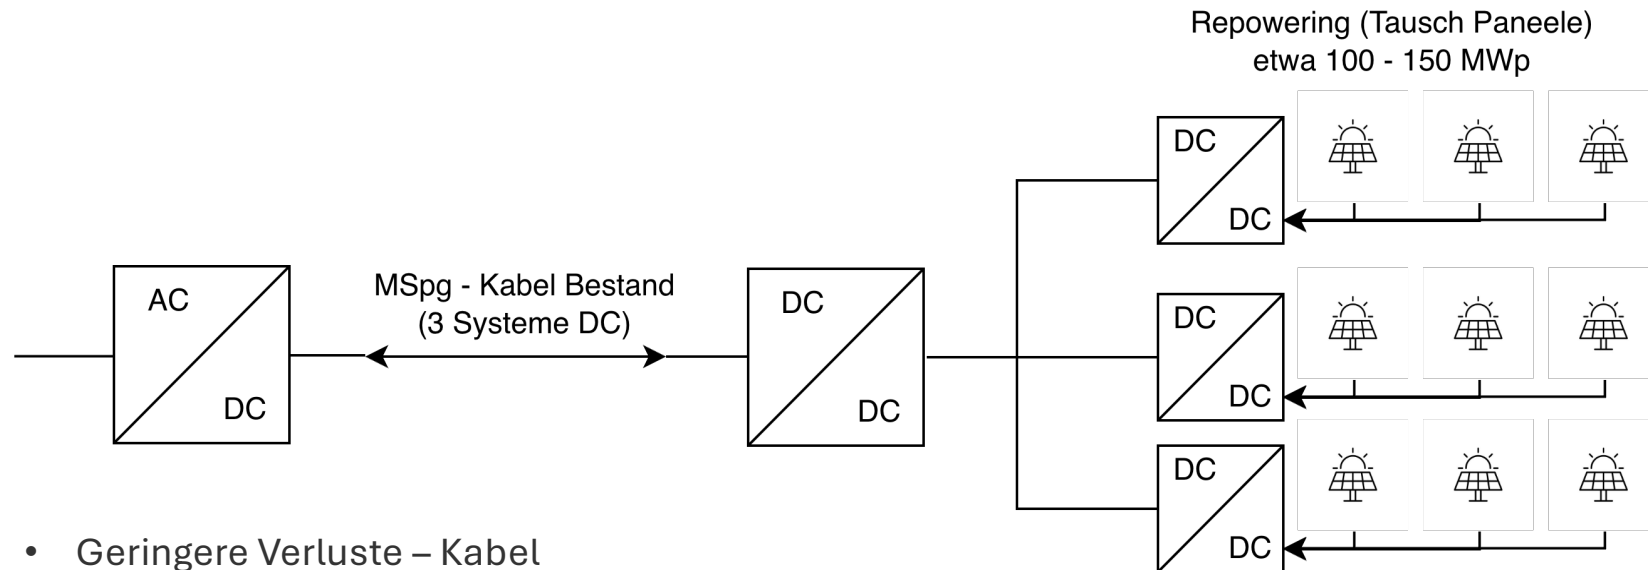 Repowering (Tausch Paneele)
etwa 100 - 150 MWp
DC
DC
AC
DC
MSpg - Kabel Bestand
(3 Systeme DC)
DC
DC
DC
DC
DC
DC
• Geringere Verluste – Kabel